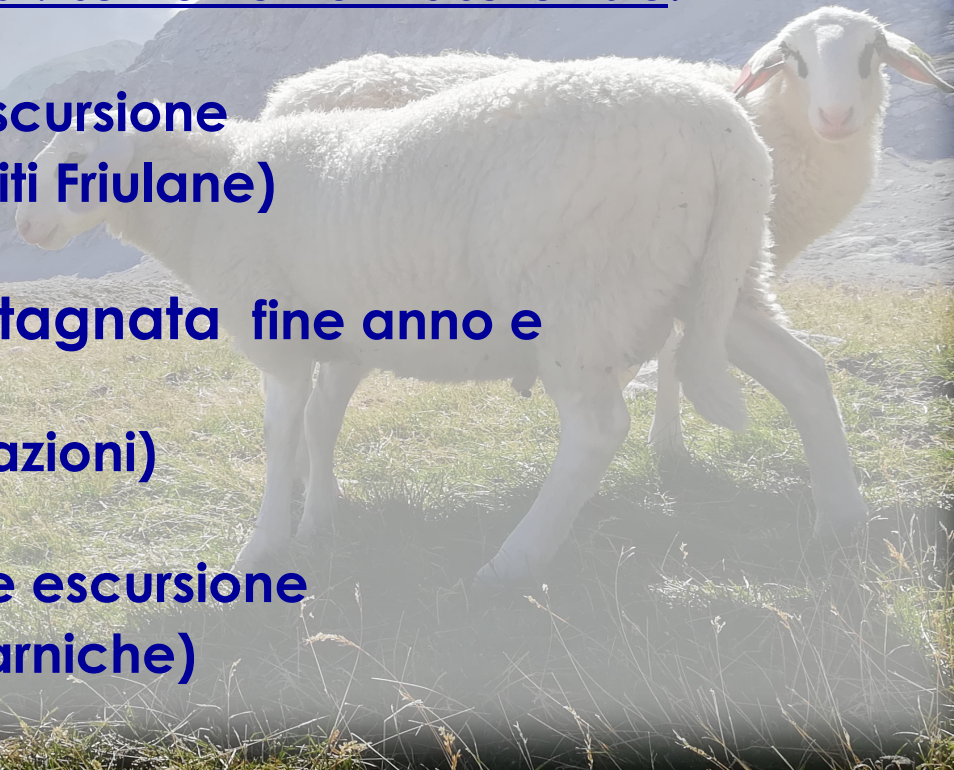 scursione
iti Friulane)
tagnata fine anno e
azioni)
e escursione
arniche)